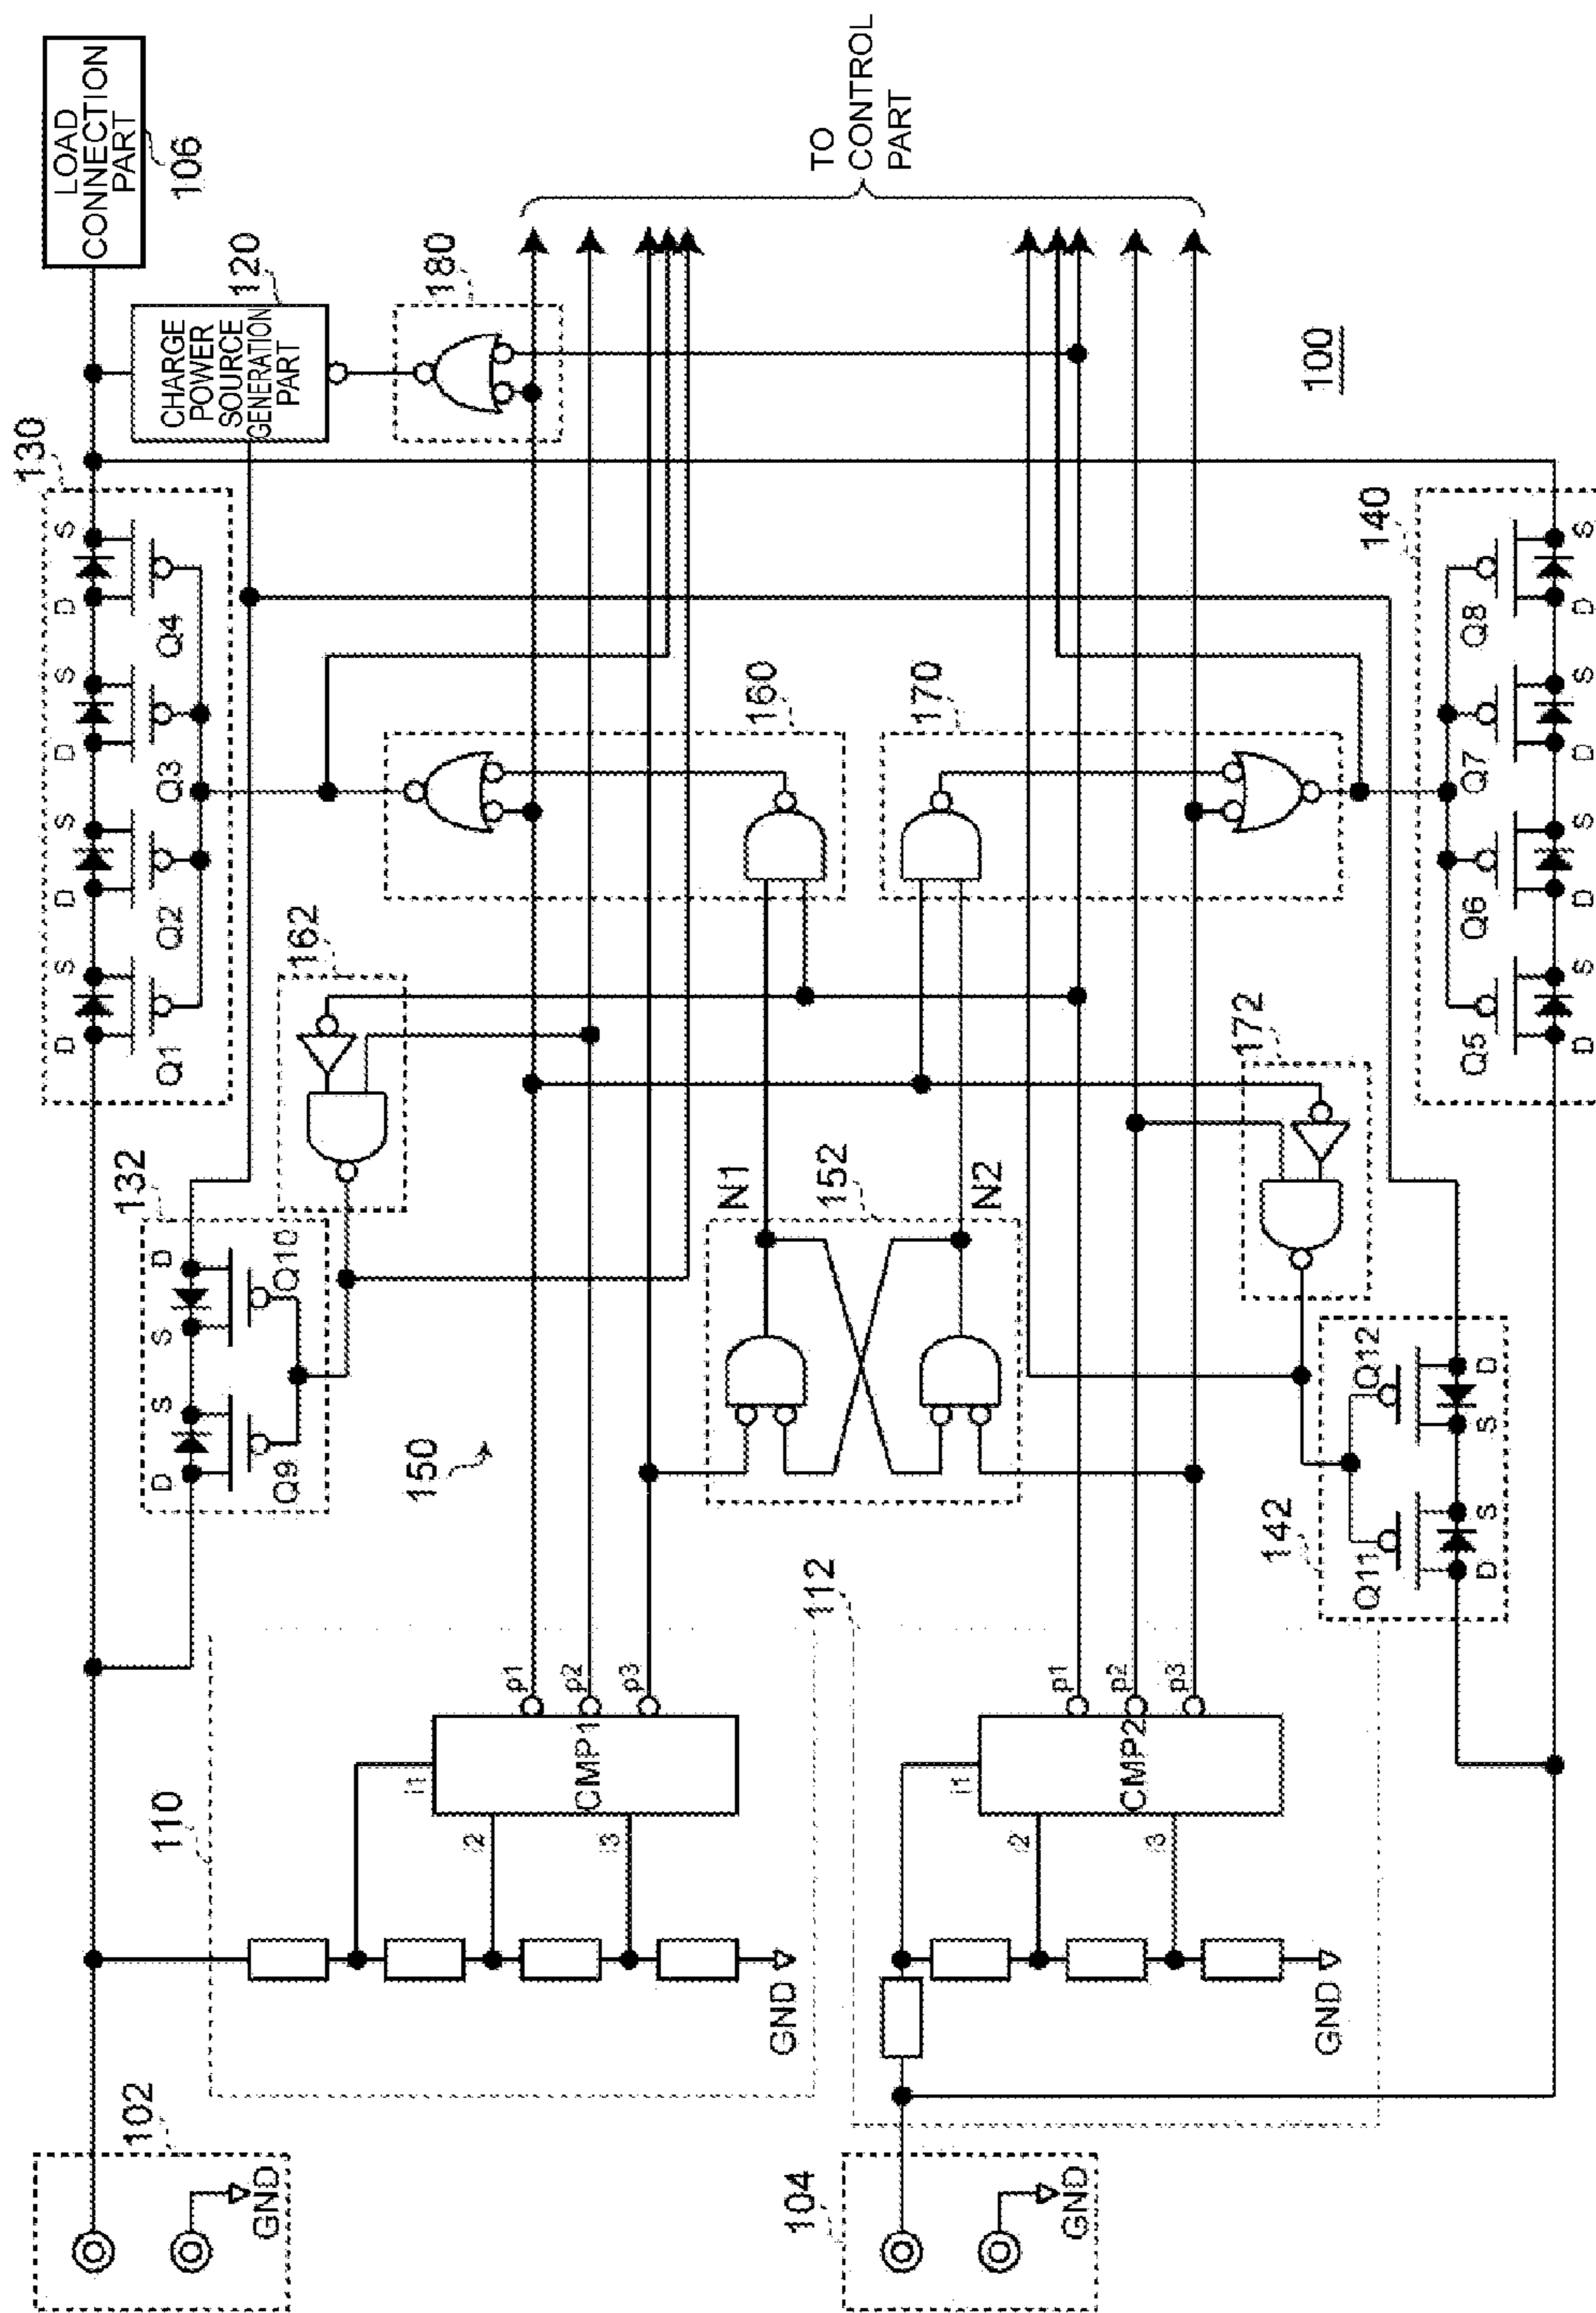 LOAD
CONNECTION
PART
106
130
D
S
D
S
D
S
D
S
Q1
Q2
Q3
Q4
CHARGE
POWER
SOURCE
GENERATION
PART
120
180
132
D
S
S
D
Q9
Q10
162
150
160
170
N1
N2
152
TO
CONTROL
PART
100
102
GND
110
i1
i2
i3
CMP1
p1
p2
p3
GND
104
GND
112
i1
i2
i3
CMP2
p1
p2
p3
GND
172
142
Q11
Q12
D
S
S
D
140
Q5
Q6
Q7
Q8
D
S
D
S
D
S
D
S